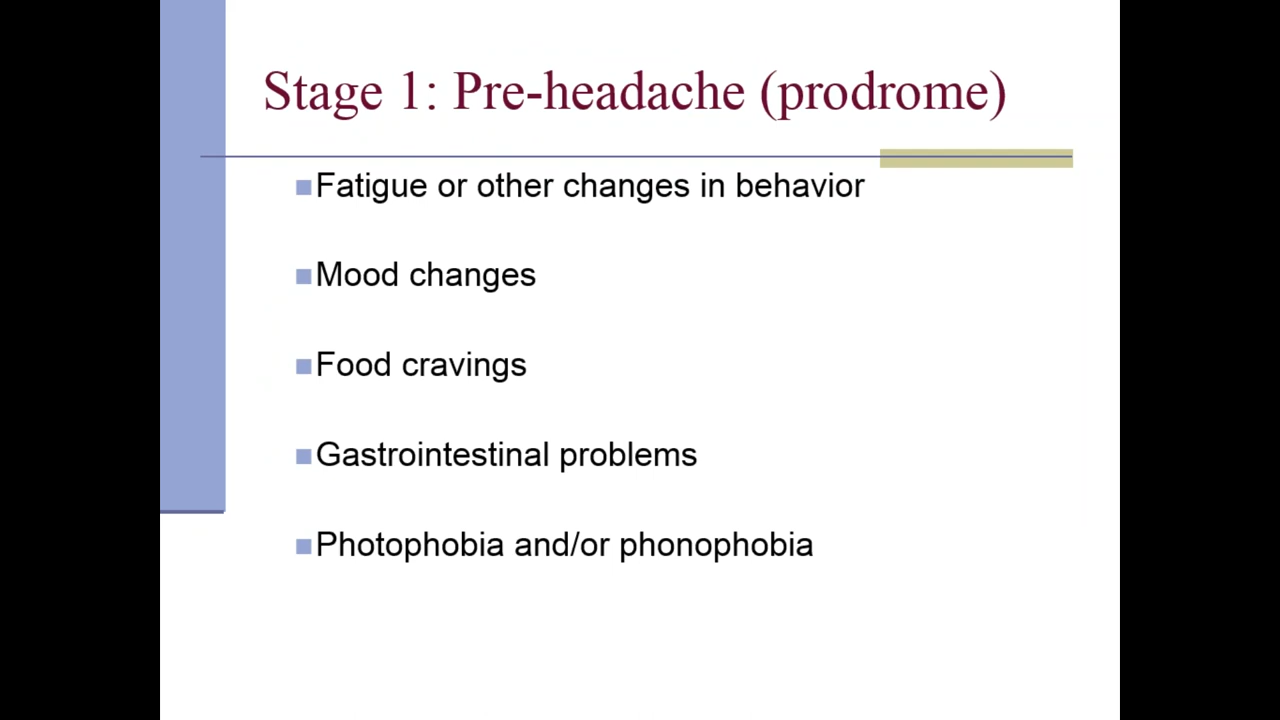 Stage 1: Pre-headache (prodrome)
Fatigue or other changes in behavior
Mood changes
Food cravings
Gastrointestinal problems
Photophobia and/or phonophobia